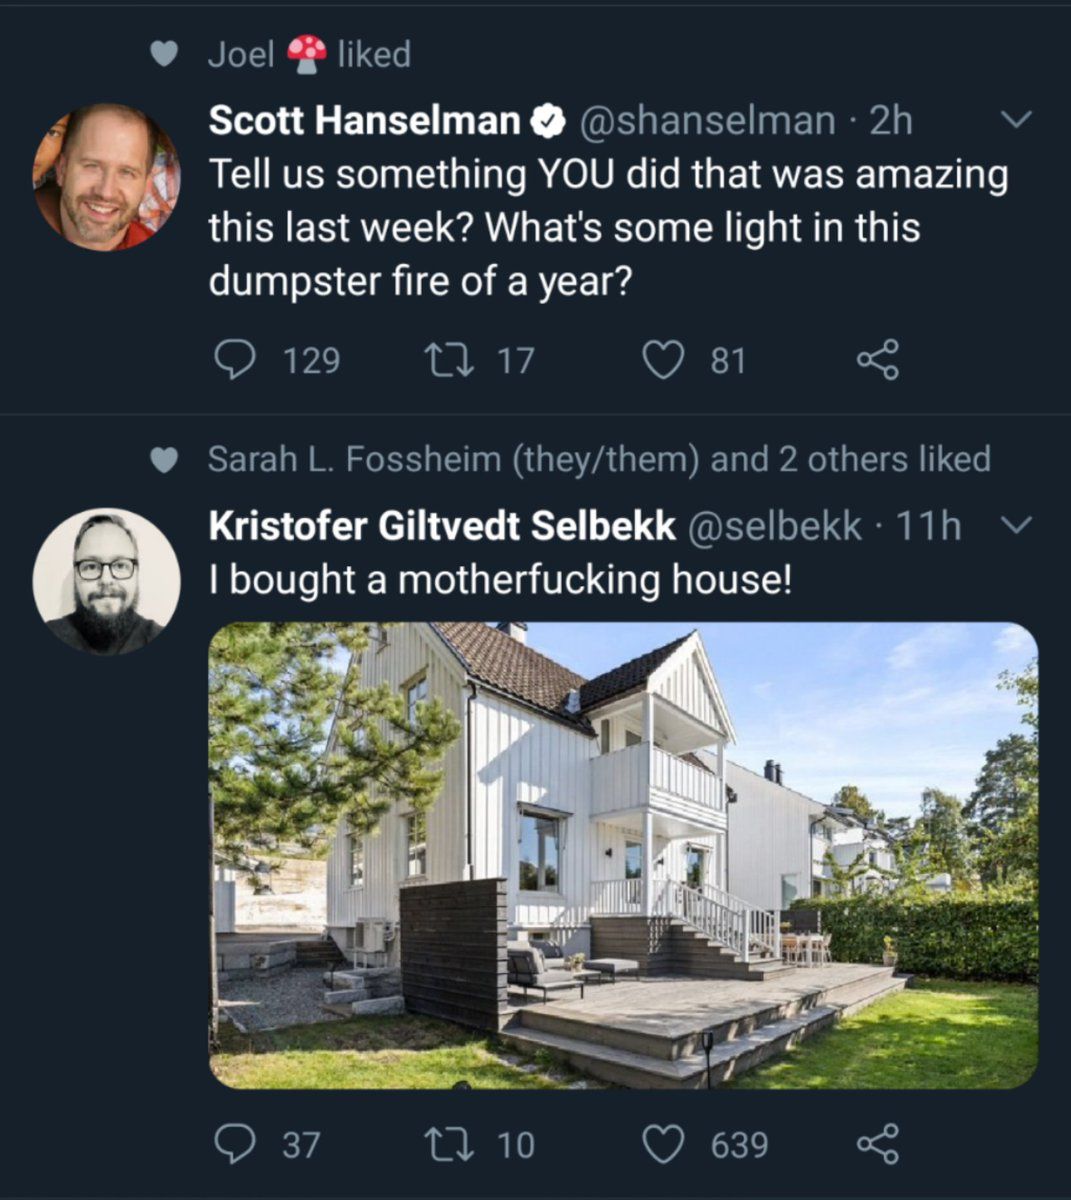 Joel 🍄 liked
Scott Hanselman @shanselman · 2h
Tell us something YOU did that was amazing
this last week? What's some light in this
dumpster fire of a year?
129 17 81
Sarah L. Fossheim (they/them) and 2 others liked
Kristofer Giltvedt Selbekk @selbekk · 11h
I bought a motherfucking house!
37 10 639